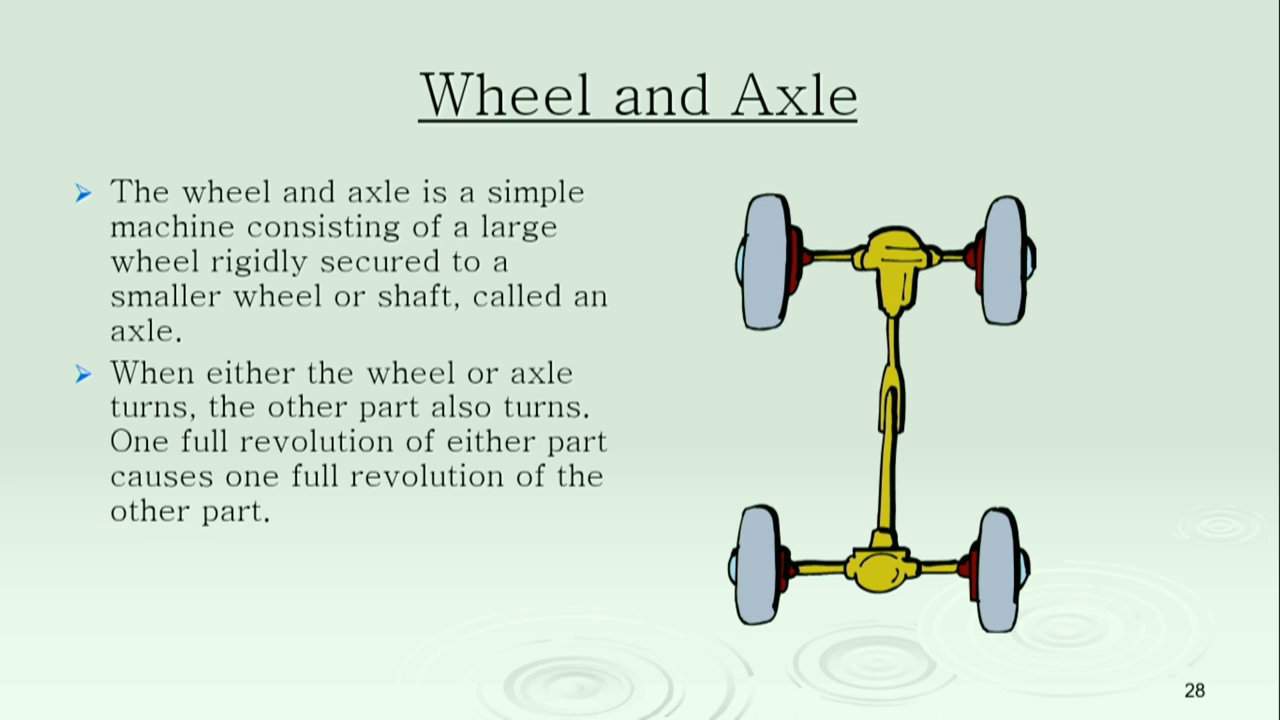 Wheel and Axle
The wheel and axle is a simple
machine consisting of a large
wheel rigidly secured to a
smaller wheel or shaft, called an
axle.
When either the wheel or axle
turns, the other part also turns.
One full revolution of either part
causes one full revolution of the
other part.
28